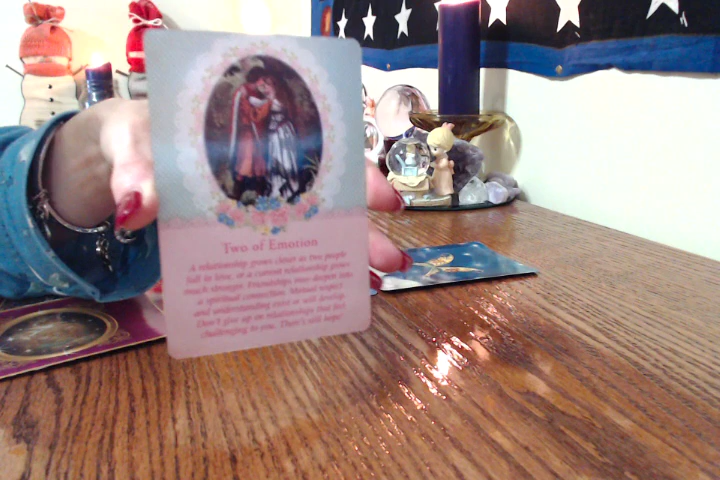 Two of Emotion
A relationship grows closer as two people
fall in love, or a current relationship grows
much stronger. Friendships move deeper into
a spiritual connection. Mutual respect
and understanding exist or will develop.
Don't give up on relationships that feel
challenging to you. There's still hope!